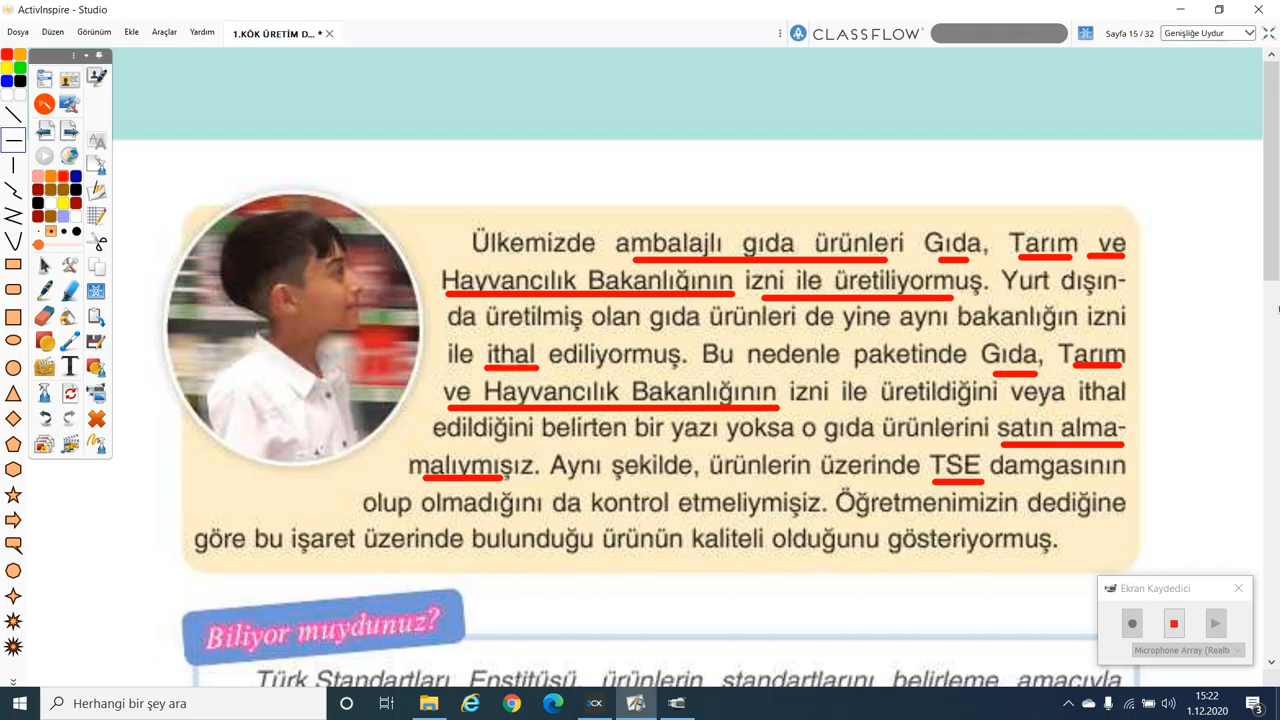 ActivInspire - Studio
Dosya Düzen Görünüm Ekle Araçlar Yardım
1.KÖK ÜRETİM D... *
CLASSFLOW
Sayfa 15 / 32
Genişliğe Uydur
Ülkemizde ambalajlı gıda ürünleri Gıda, Tarım ve
Hayvancılık Bakanlığının izni ile üretiliyormuş. Yurt dışın-
da üretilmiş olan gıda ürünleri de yine aynı bakanlığın izni
ile ithal ediliyormuş. Bu nedenle paketinde Gıda, Tarım
ve Hayvancılık Bakanlığının izni ile üretildiğini veya ithal
edildiğini belirten bir yazı yoksa o gıda ürünlerini satın alma-
malıymışız. Aynı şekilde, ürünlerin üzerinde TSE damgasının
olup olmadığını da kontrol etmeliymişiz. Öğretmenimizin dediğine
göre bu işaret üzerinde bulunduğu ürünün kaliteli olduğunu gösteriyormuş.
Biliyor muydunuz?
Türk Standartları Enstitüsü, ürünlerin standartlarını belirleme amacıyla
Ekran Kaydedici
Microphone Array (Realt
Herhangi bir şey ara
15:22
1.12.2020
3